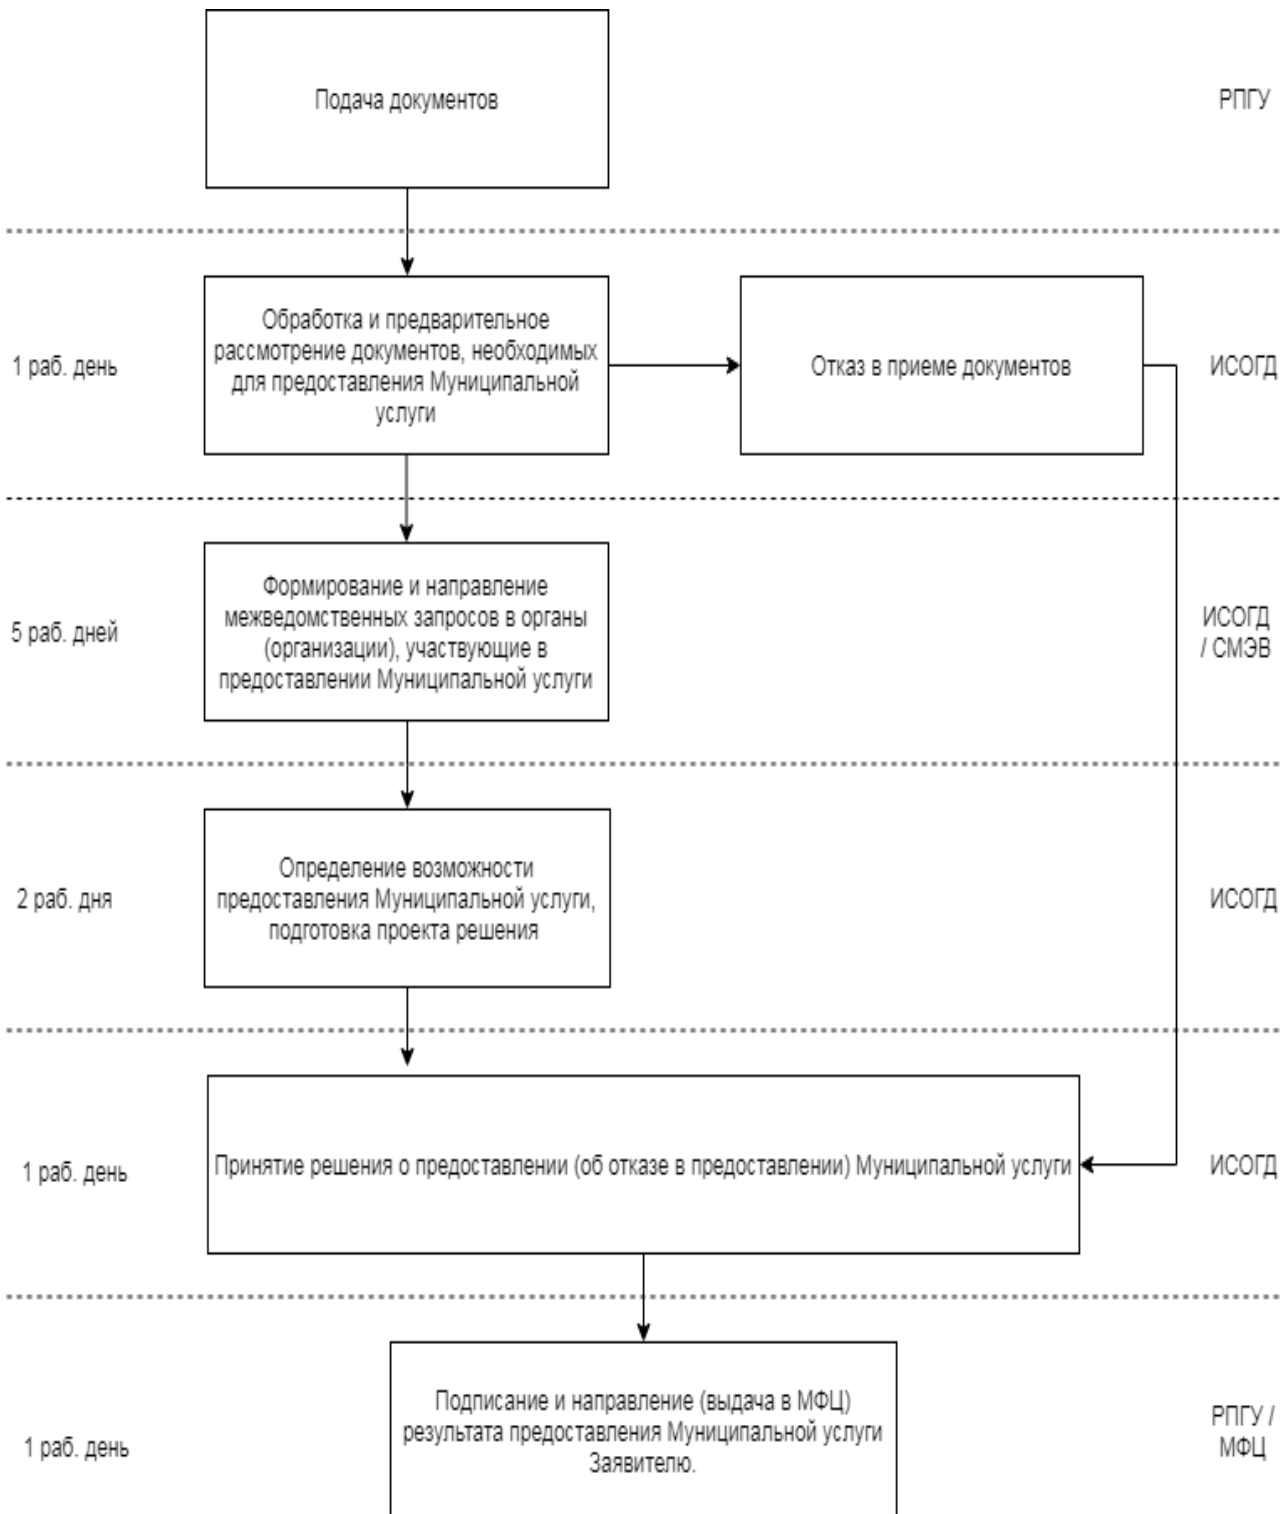 Подача документов
РПГУ
1 раб. день
Обработка и предварительное
рассмотрение документов, необходимых
для предоставления Муниципальной
услуги
Отказ в приеме документов
ИСОГД
5 раб. дней
Формирование и направление
межведомственных запросов в органы
(организации), участвующие в
предоставлении Муниципальной услуги
ИСОГД
/ СМЭВ
2 раб. дня
Определение возможности
предоставления Муниципальной услуги,
подготовка проекта решения
ИСОГД
1 раб. день
Принятие решения о предоставлении (об отказе в предоставлении) Муниципальной услуги
ИСОГД
1 раб. день
Подписание и направление (выдача в МФЦ)
результата предоставления Муниципальной услуги
Заявителю.
РПГУ /
МФЦ